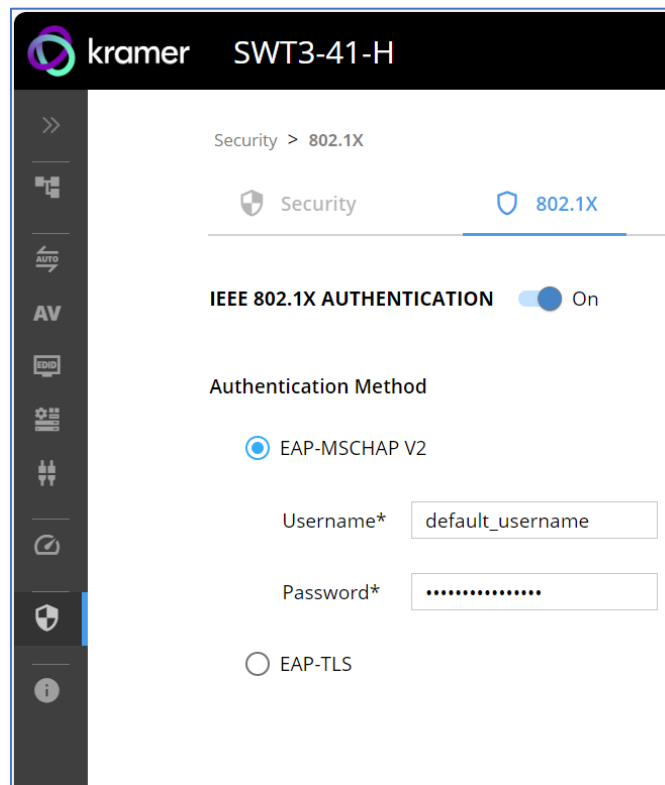 kramer SWT3-41-H
Security > 802.1X
Security 802.1X
IEEE 802.1X AUTHENTICATION On
AUTO
AV
EDID
Authentication Method
EAP-MSCHAP V2
Username* default_username
Password* ••••••••••••••••
EAP-TLS